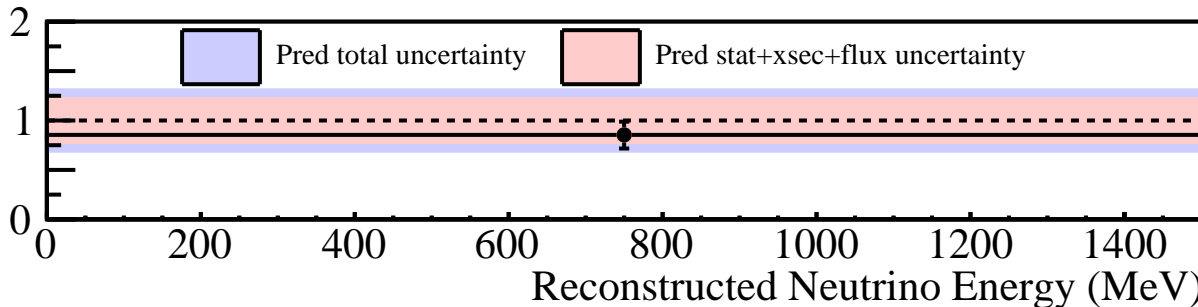 2
Pred total uncertainty Pred stat+xsec+flux uncertainty
1
0
0 200 400 600 800 1000 1200 1400
Reconstructed Neutrino Energy (MeV)